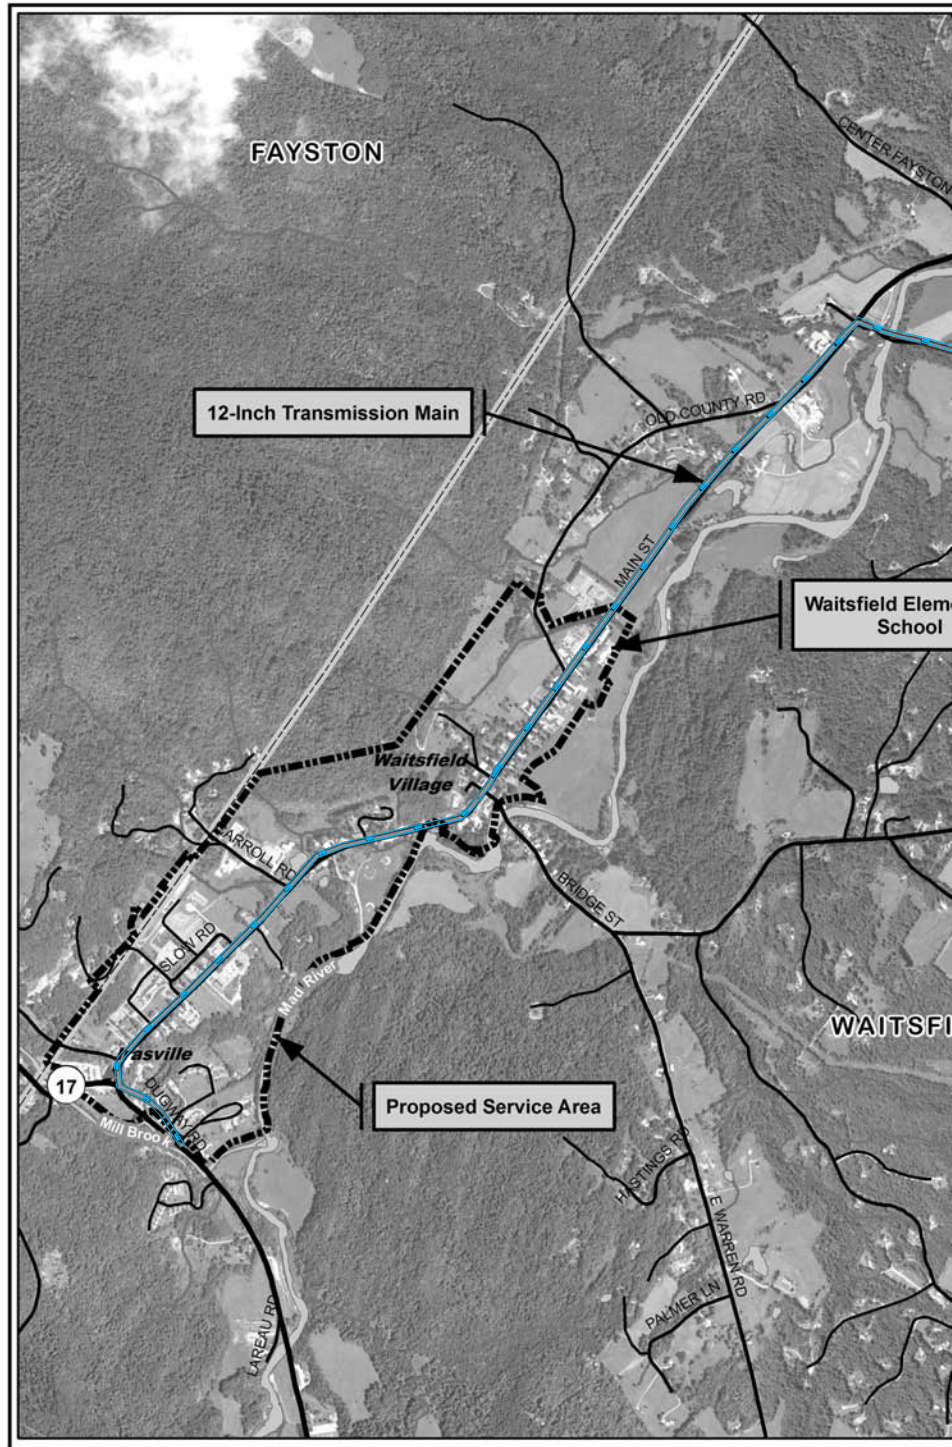 FAYSTON
CENTER FAYSTON
12-Inch Transmission Main
OLD COUNTY RD
MAIN ST
Waitsfield Eleme
School
Waitsfield
Village
ARROLL RD
BRIDGE ST
SLOW RD
Mad River
WAITSFI
asville
17
DUGWAY RD
Proposed Service Area
Mill Brook
HASTINGS RD
E WARREN RD
PALMER LN
LAREAU RD